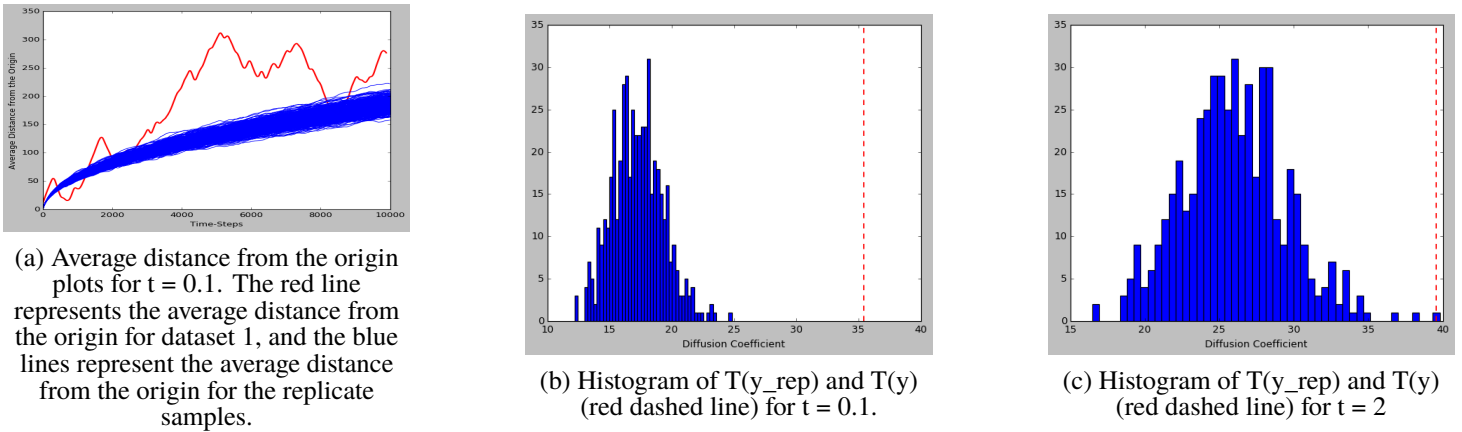 350
300
250
200
150
100
50
0
Average Distance from the Origin
0 2000 4000 6000 8000 10000
Time-Steps
(a) Average distance from the origin
plots for t = 0.1. The red line
represents the average distance from
the origin for dataset 1, and the blue
lines represent the average distance
from the origin for the replicate
samples.
35
30
25
20
15
10
5
0
10 15 20 25 30 35 40
Diffusion Coefficient
(b) Histogram of T(y_rep) and T(y)
(red dashed line) for t = 0.1.
35
30
25
20
15
10
5
0
15 20 25 30 35 40
Diffusion Coefficient
(c) Histogram of T(y_rep) and T(y)
(red dashed line) for t = 2